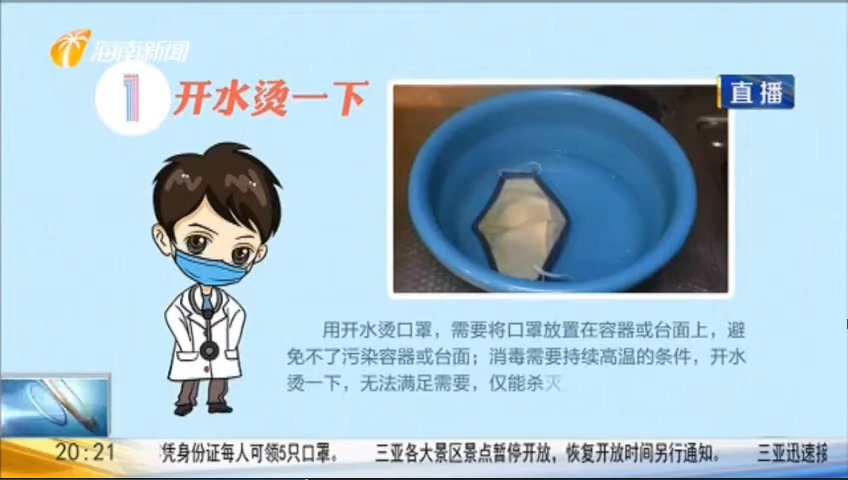 海南新闻
1 开水烫一下
直播
用开水烫口罩，需要将口罩放置在容器或台面上，避
免不了污染容器或台面；消毒需要持续高温的条件，开水
烫一下，无法满足需要，仅能杀灭
20:21
凭身份证每人可领5只口罩。 三亚各大景区景点暂停开放，恢复开放时间另行通知。 三亚迅速接